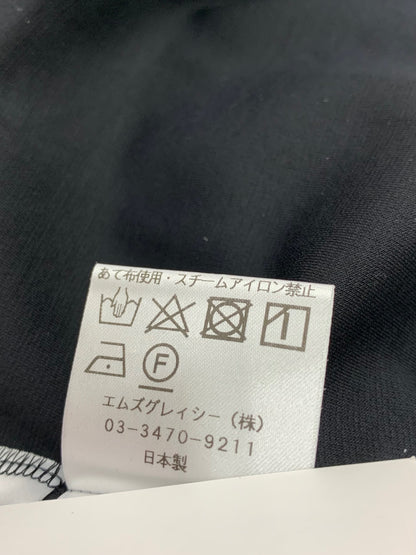 あて布使用・スチームアイロン禁止
F
エムズグレイシー（株）
03-3470-9211
日本製